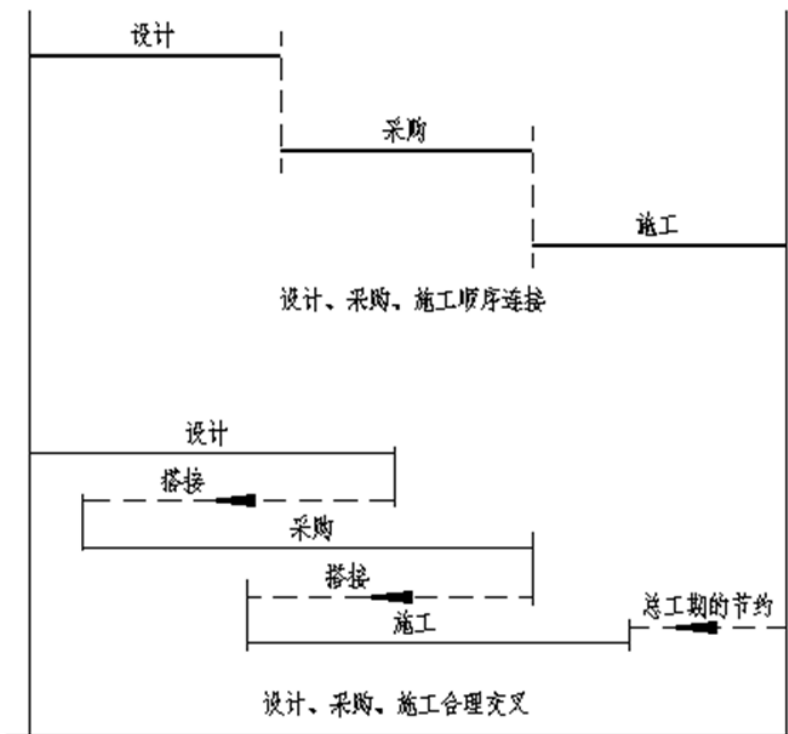 设计
采购
施工
设计、采购、施工顺序连接
设计
搭接
采购
搭接
总工期的节约
施工
设计、采购、施工合理交叉